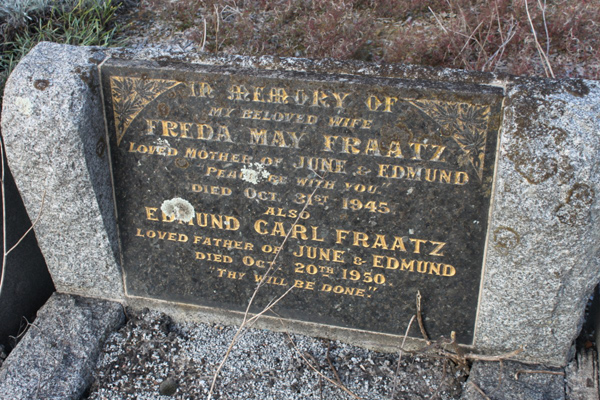 IN MEMORY OF
MY BELOVED WIFE
FREDA MAY FRAATZ
LOVED MOTHER OF JUNE & EDMUND
"PEACE BE WITH YOU."
DIED OCT. 31ST 1945.
ALSO
EDMUND CARL FRAATZ
LOVED FATHER OF JUNE & EDMUND
DIED OCT. 20TH 1950.
"THY WILL BE DONE."